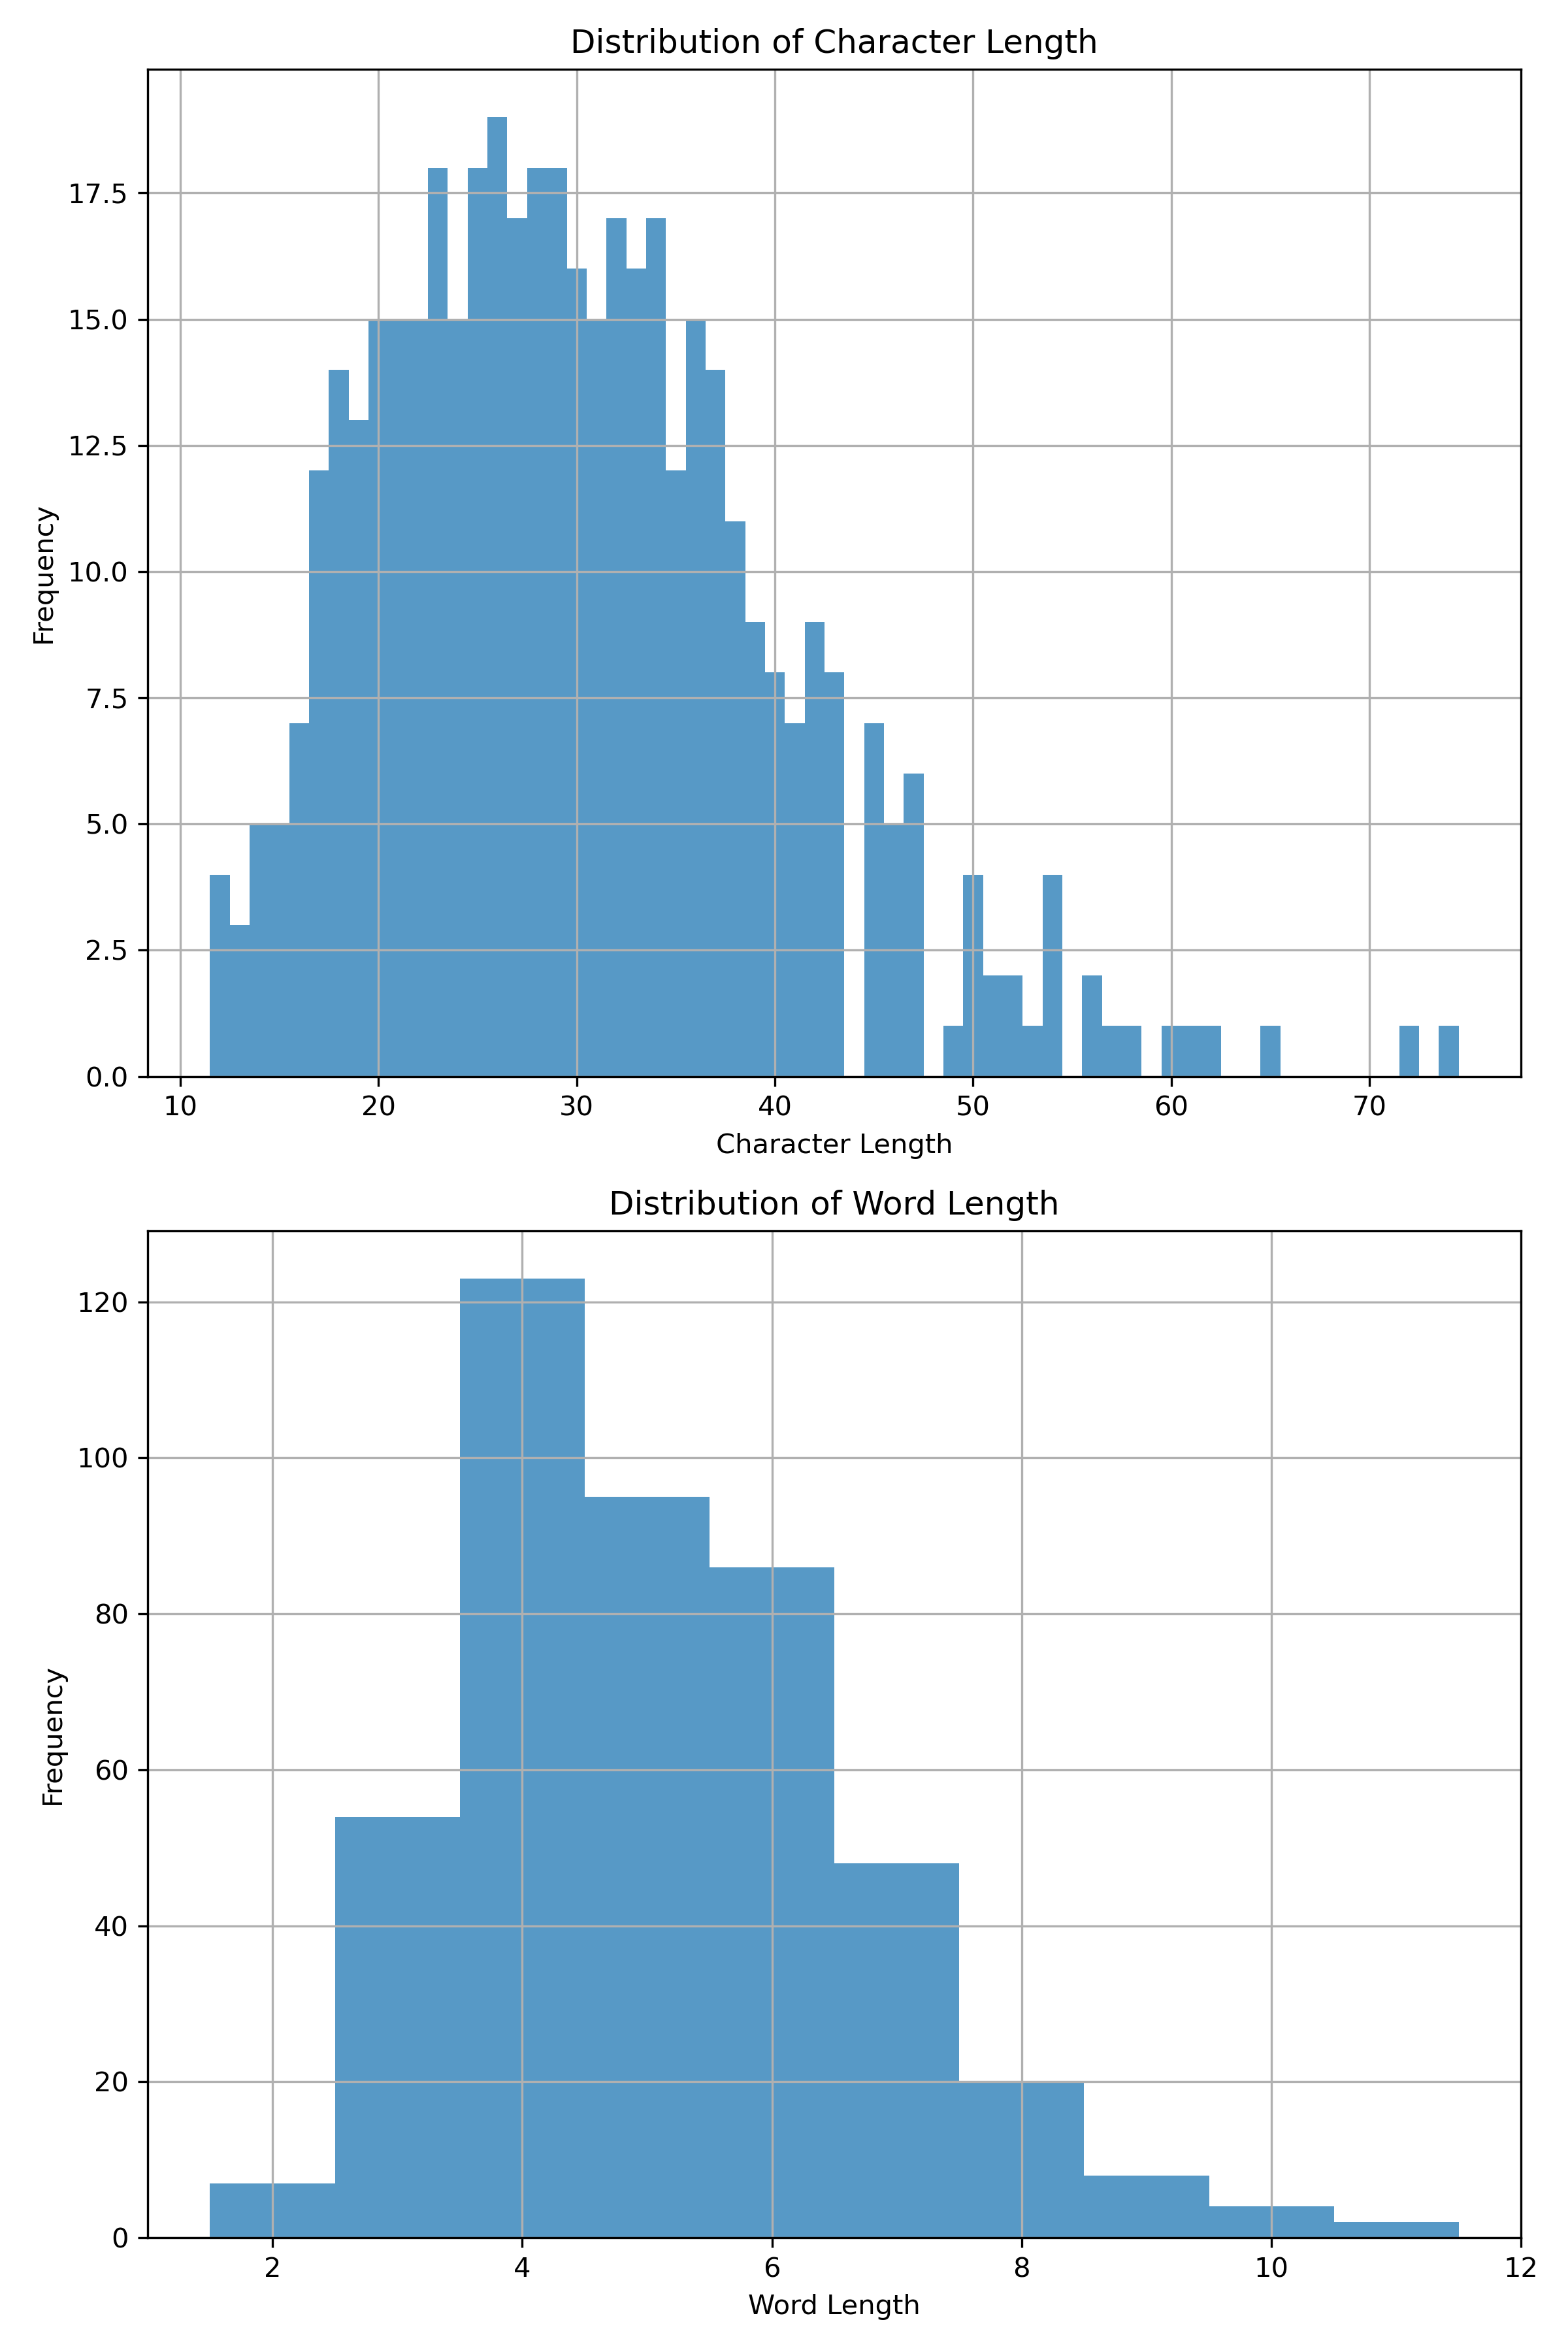 Distribution of Character Length
17.5
15.0
12.5
10.0
7.5
5.0
2.5
0.0
Frequency
10 20 30 40 50 60 70
Character Length
Distribution of Word Length
120
100
80
60
40
20
0
Frequency
2 4 6 8 10 12
Word Length